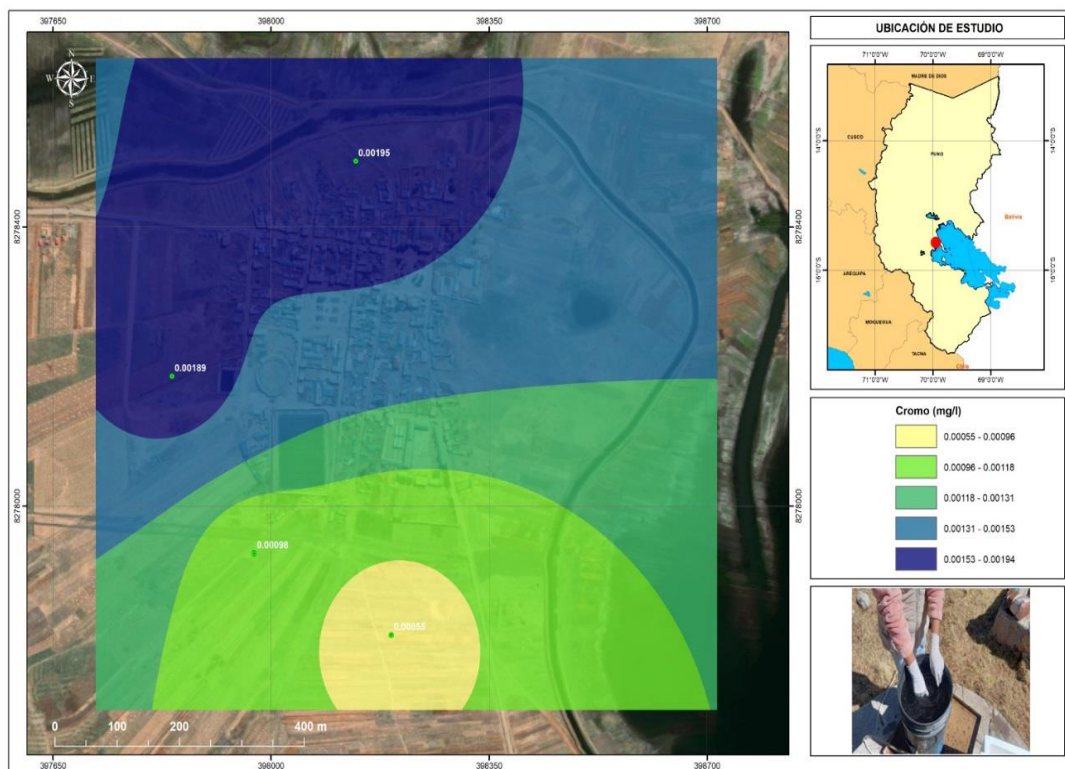 397650 398000 398350 398700
UBICACIÓN DE ESTUDIO
N
W E
S
8278400
8278000
8278400
8278000
0.00195
0.00189
0.00098
0.00055
0 100 200 400 m
397650 398000 398350 398700
71°0'0"W 70°0'0"W 69°0'0"W
MADRE DE DIOS
CUSCO
PUNO
Bolivia
AREQUIPA
MOQUEGUA
TACNA
14°0'0"S
16°0'0"S
14°0'0"S
16°0'0"S
71°0'0"W 70°0'0"W 69°0'0"W
Cromo (mg/l)
0.00055 - 0.00096
0.00096 - 0.00118
0.00118 - 0.00131
0.00131 - 0.00153
0.00153 - 0.00194